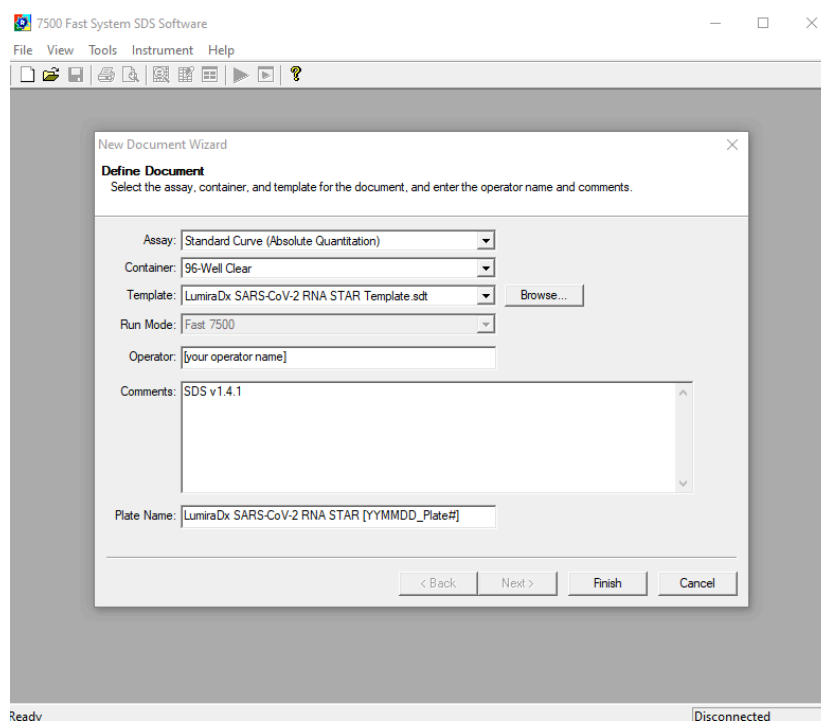 7500 Fast System SDS Software
File View Tools Instrument Help
New Document Wizard
Define Document
Select the assay, container, and template for the document, and enter the operator name and comments.
Assay: Standard Curve (Absolute Quantitation)
Container: 96-Well Clear
Template: LumiraDx SARS-CoV-2 RNA STAR Template.sdt Browse...
Run Mode: Fast 7500
Operator: [your operator name]
Comments: SDS v1.4.1
Plate Name: LumiraDx SARS-CoV-2 RNA STAR [YYMMDD_Plate#]
< Back Next > Finish Cancel
Ready Disconnected